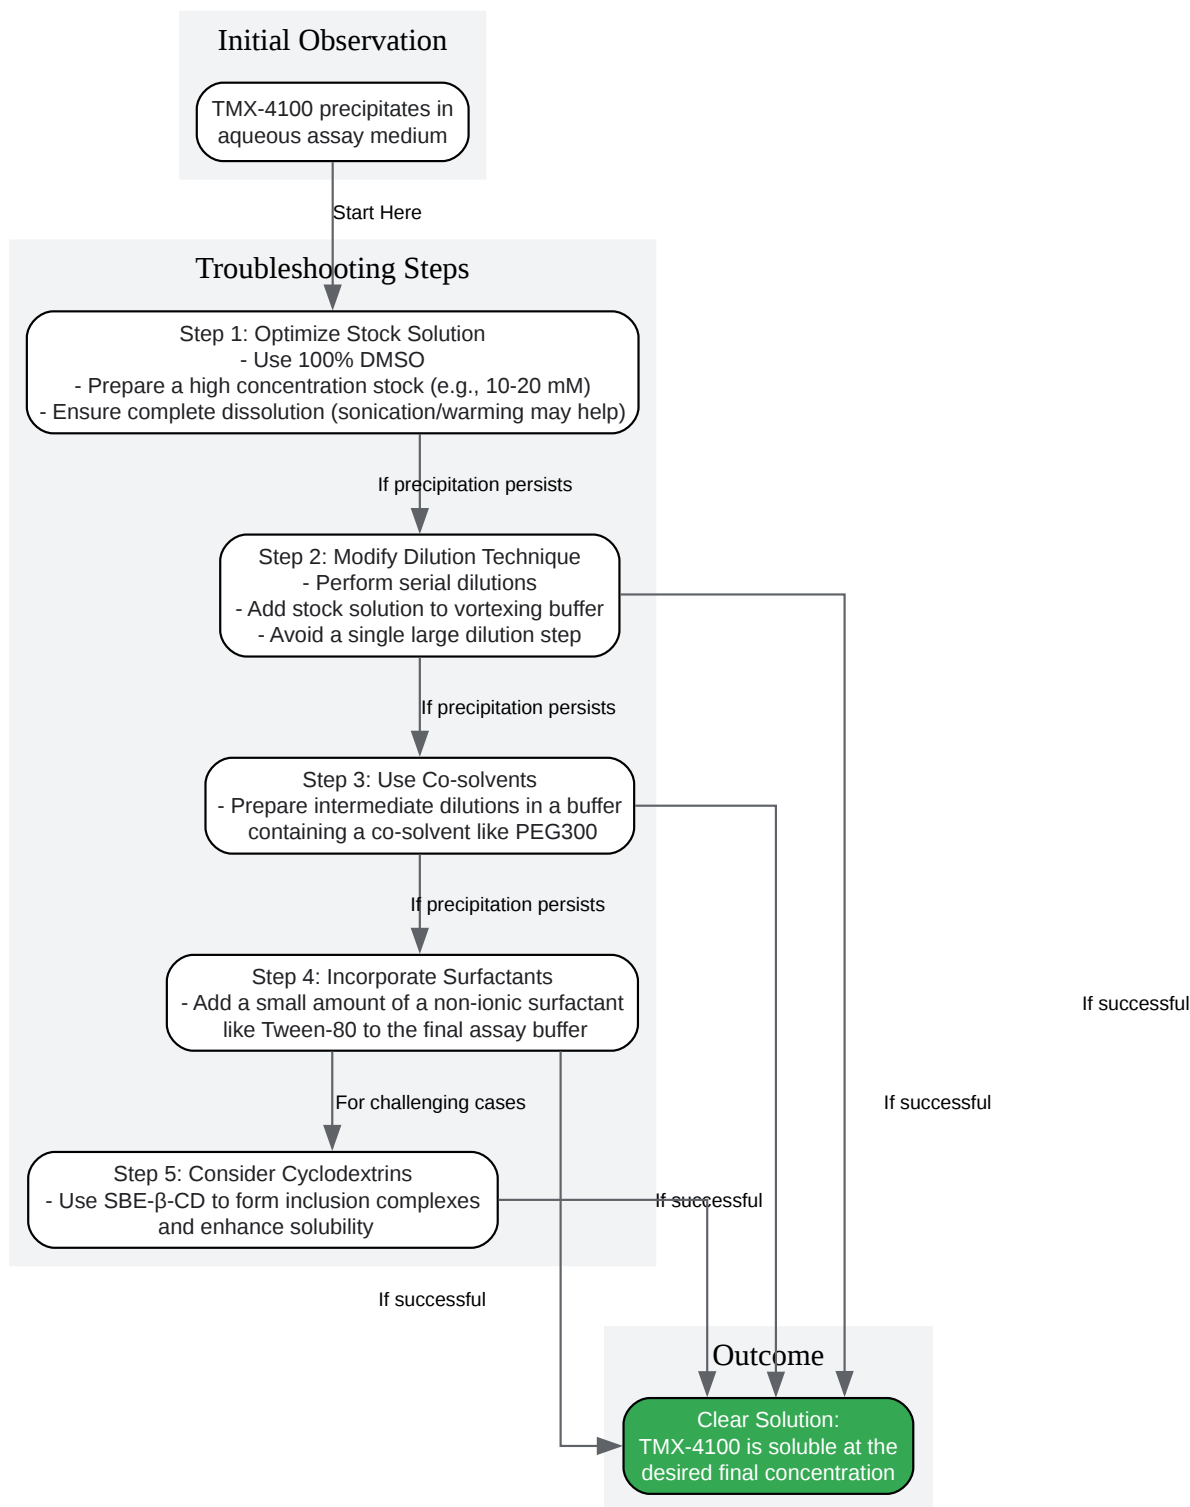 Initial Observation
TMX-4100 precipitates in
aqueous assay medium
Start Here
Troubleshooting Steps
Step 1: Optimize Stock Solution
- Use 100% DMSO
- Prepare a high concentration stock (e.g., 10-20 mM)
- Ensure complete dissolution (sonication/warming may help)
If precipitation persists
Step 2: Modify Dilution Technique
- Perform serial dilutions
- Add stock solution to vortexing buffer
- Avoid a single large dilution step
If precipitation persists
Step 3: Use Co-solvents
- Prepare intermediate dilutions in a buffer
containing a co-solvent like PEG300
If precipitation persists
Step 4: Incorporate Surfactants
- Add a small amount of a non-ionic surfactant
like Tween-80 to the final assay buffer
If successful
For challenging cases
If successful
Step 5: Consider Cyclodextrins
- Use SBE-β-CD to form inclusion complexes
and enhance solubility
If successful
If successful
Outcome
Clear Solution:
TMX-4100 is soluble at the
desired final concentration